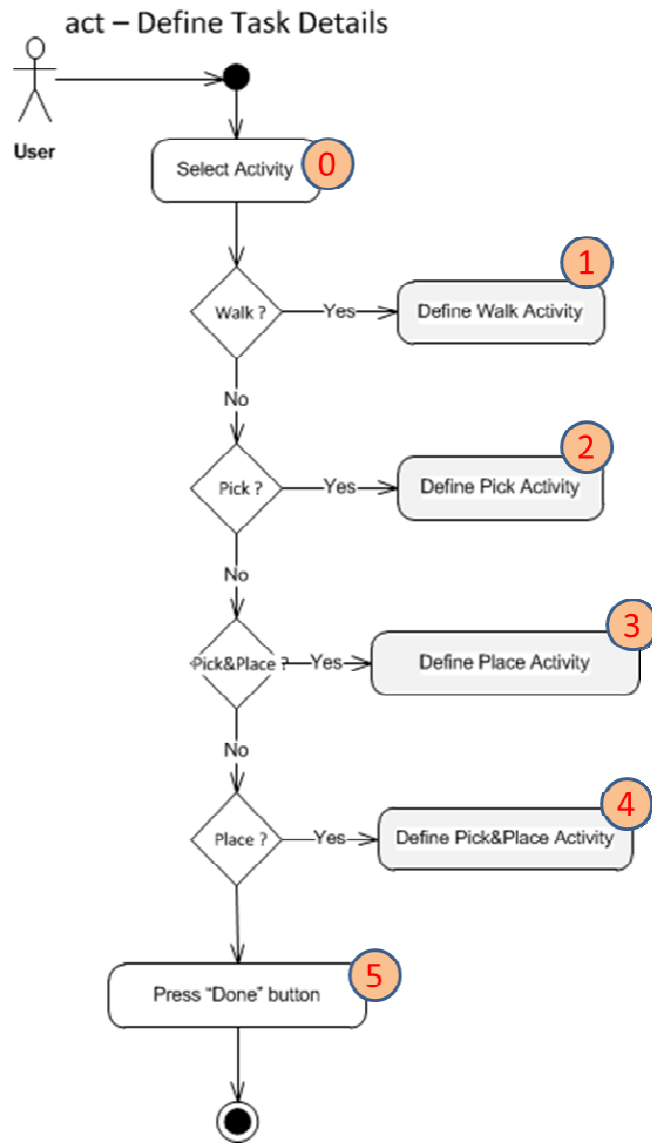 act – Define Task Details
User
Select Activity
0
1
Walk ?
Yes
Define Walk Activity
No
2
Pick ?
Yes
Define Pick Activity
No
3
Pick&Place ?
Yes
Define Place Activity
No
4
Place ?
Yes
Define Pick&Place Activity
5
Press “Done” button